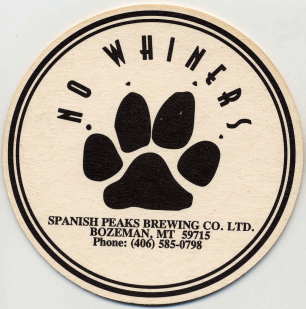 NO WHINERS
SPANISH PEAKS BREWING CO. LTD.
BOZEMAN, MT 59715
Phone: (406) 585-0798